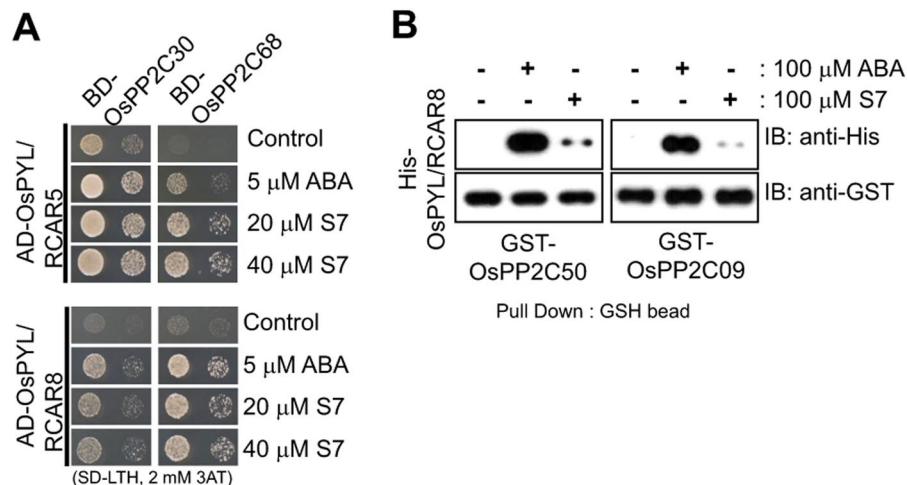 A
BD-
OsPP2C30
BD-
OsPP2C68
AD-OsPYL/
RCAR5
Control
5 μM ABA
20 μM S7
40 μM S7
AD-OsPYL/
RCAR8
Control
5 μM ABA
20 μM S7
40 μM S7
(SD-LTH, 2 mM 3AT)
B
- + - - + - : 100 μM ABA
- - + - - + : 100 μM S7
His-
OsPYL/RCAR8
IB: anti-His
IB: anti-GST
GST-
OsPP2C50
GST-
OsPP2C09
Pull Down : GSH bead